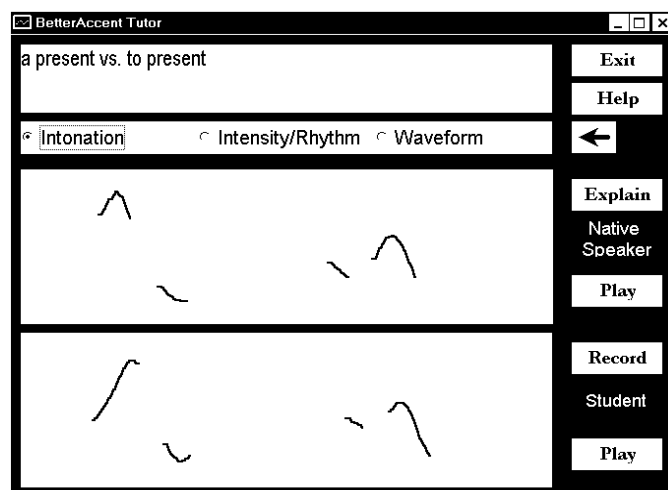 BetterAccent Tutor
a present vs. to present
Exit
Help
Intonation Intensity/Rhythm Waveform
Explain
Native
Speaker
Play
Record
Student
Play